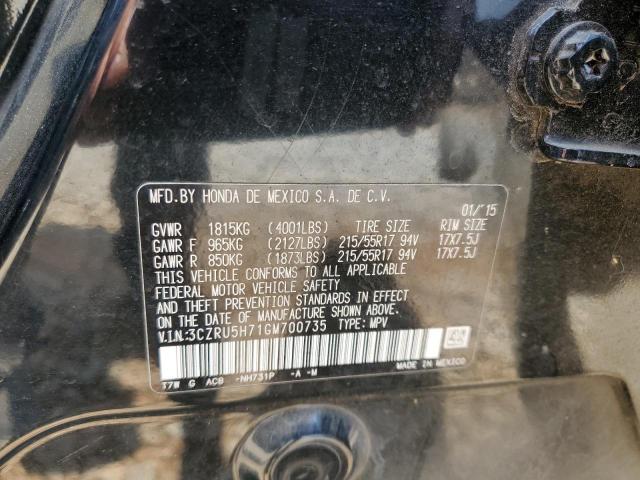 MFD.BY HONDA DE MEXICO S.A. DE C.V.
01/'15
GVWR 1815KG (4001LBS) TIRE SIZE RIM SIZE
GAWR F 965KG (2127LBS) 215/55R17 94V 17X7.5J
GAWR R 850KG (1873LBS) 215/55R17 94V 17X7.5J
THIS VEHICLE CONFORMS TO ALL APPLICABLE
FEDERAL MOTOR VEHICLE SAFETY
AND THEFT PREVENTION STANDARDS IN EFFECT
ON THE DATE OF MANUFACTURE SHOWN ABOVE.
V.I.N:3CZRU5H71GM700735 TYPE: MPV
T7W G ACB -NH731P -A -M MADE IN MEXICO